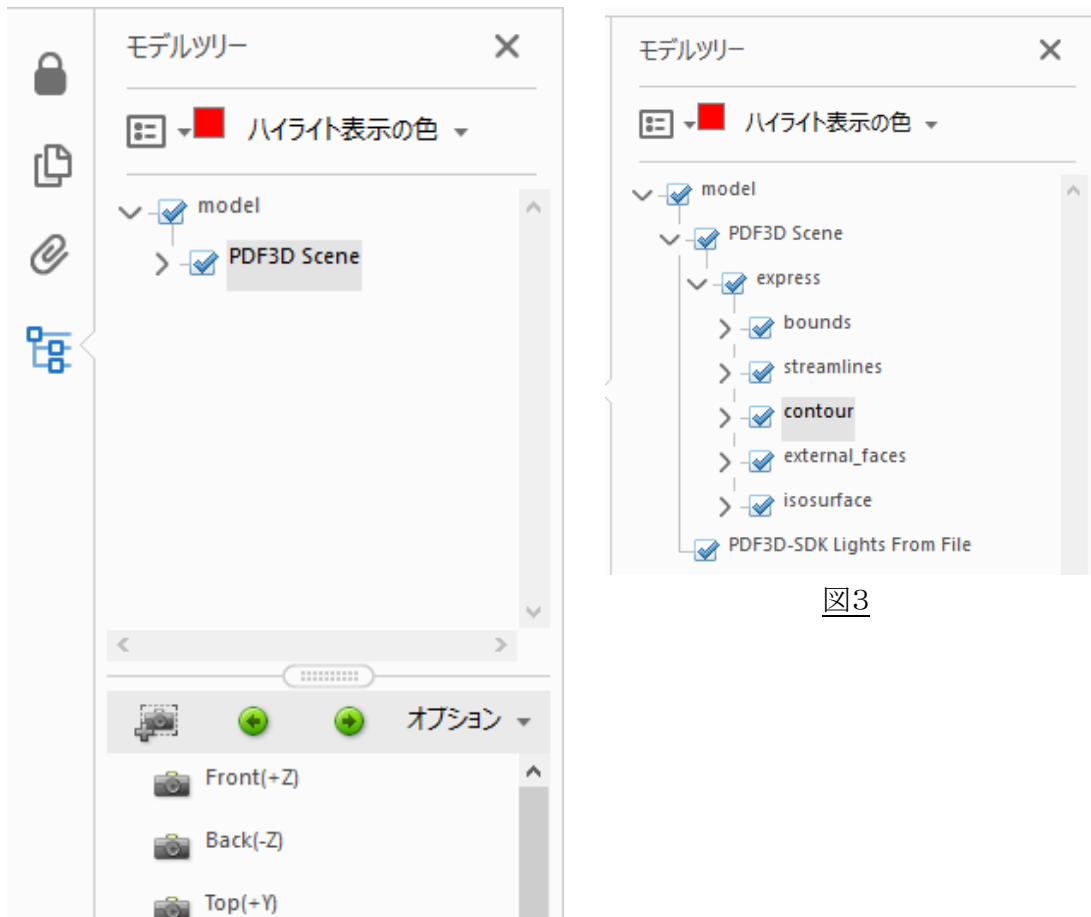 モデルツリー
ハイライト表示の色
model
PDF3D Scene
オプション
Front(+Z)
Back(-Z)
Top(+Y)
モデルツリー
ハイライト表示の色
model
PDF3D Scene
express
bounds
streamlines
contour
external_faces
isosurface
PDF3D-SDK Lights From File
図3